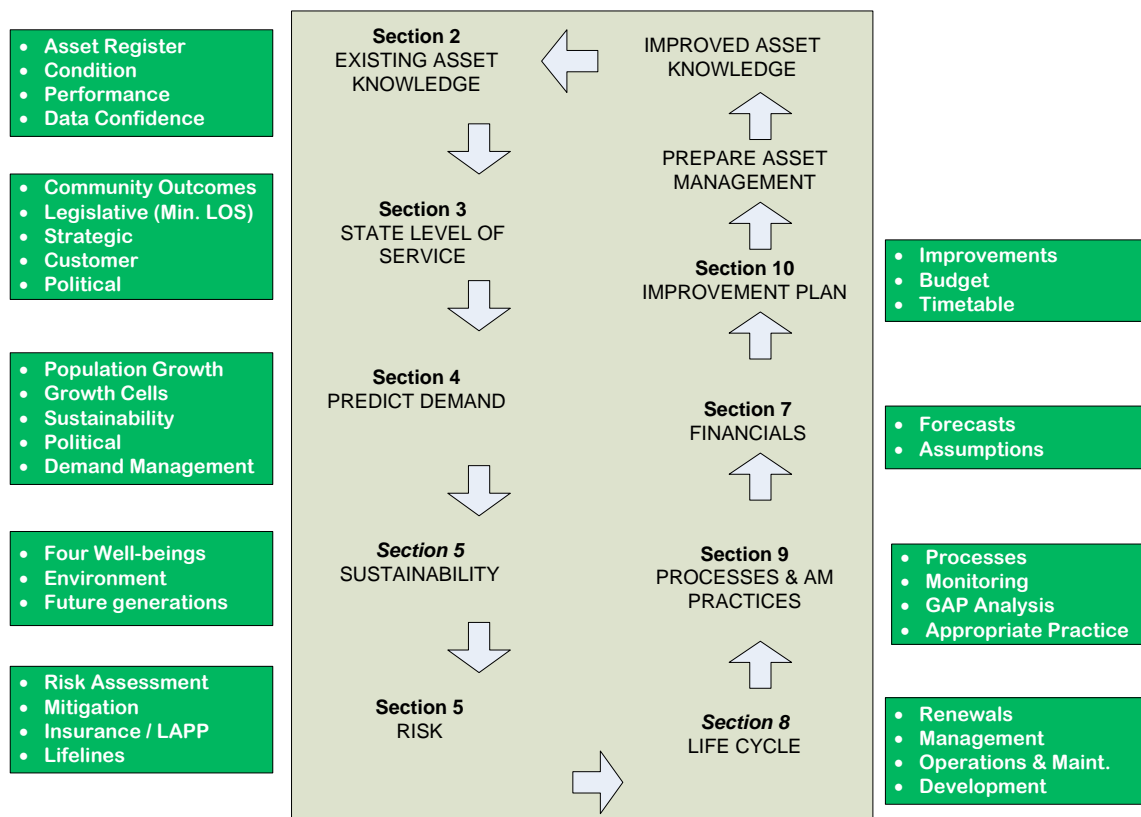 • Asset Register
• Condition
• Performance
• Data Confidence
• Community Outcomes
• Legislative (Min. LOS)
• Strategic
• Customer
• Political
• Population Growth
• Growth Cells
• Sustainability
• Political
• Demand Management
• Four Well-beings
• Environment
• Future generations
• Risk Assessment
• Mitigation
• Insurance / LAPP
• Lifelines
Section 2
EXISTING ASSET
KNOWLEDGE
Section 3
STATE LEVEL OF
SERVICE
Section 4
PREDICT DEMAND
Section 5
SUSTAINABILITY
Section 5
RISK
IMPROVED ASSET
KNOWLEDGE
PREPARE ASSET
MANAGEMENT
Section 10
IMPROVEMENT PLAN
Section 7
FINANCIALS
Section 9
PROCESSES & AM
PRACTICES
Section 8
LIFE CYCLE
• Improvements
• Budget
• Timetable
• Forecasts
• Assumptions
• Processes
• Monitoring
• GAP Analysis
• Appropriate Practice
• Renewals
• Management
• Operations & Maint.
• Development